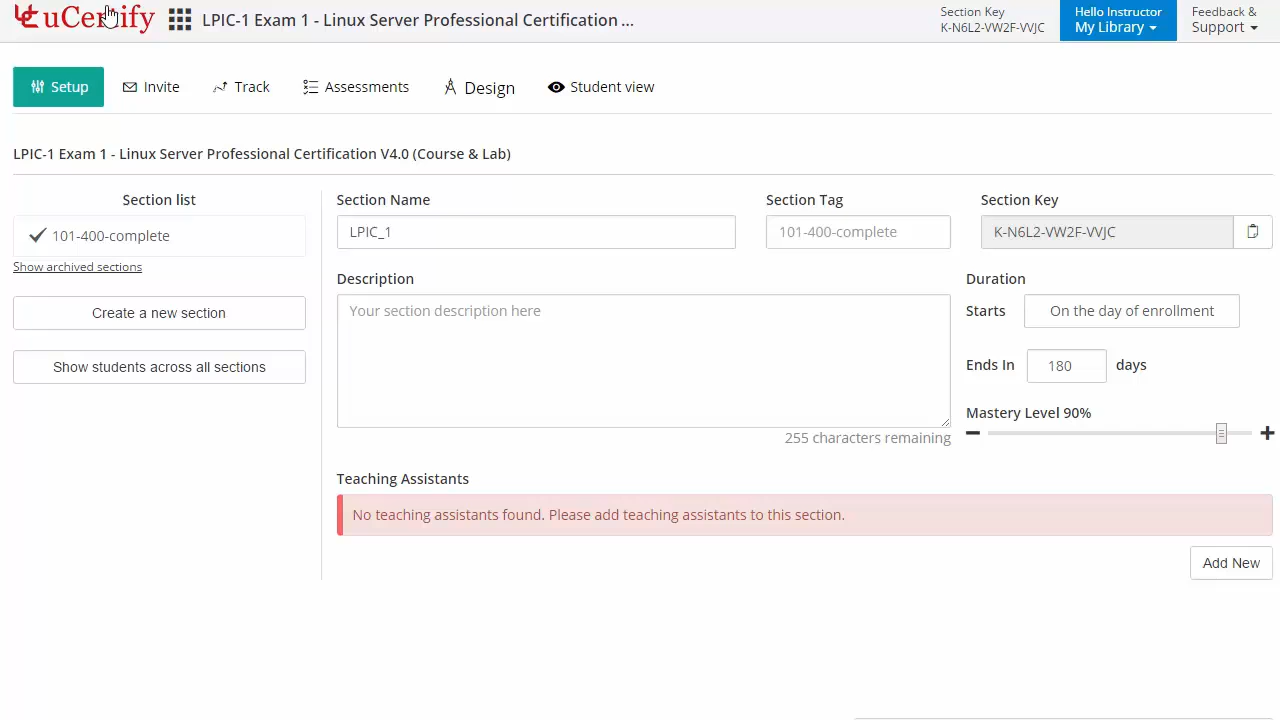 uCertify
LPIC-1 Exam 1 - Linux Server Professional Certification ...
Section Key
K-N6L2-VW2F-VVJC
Hello Instructor
My Library
Feedback &
Support
Setup
Invite
Track
Assessments
Design
Student view
LPIC-1 Exam 1 - Linux Server Professional Certification V4.0 (Course & Lab)
Section list
101-400-complete
Show archived sections
Create a new section
Show students across all sections
Section Name
LPIC_1
Section Tag
101-400-complete
Section Key
K-N6L2-VW2F-VVJC
Description
Your section description here
255 characters remaining
Duration
Starts
On the day of enrollment
Ends In
180
days
Mastery Level 90%
Teaching Assistants
No teaching assistants found. Please add teaching assistants to this section.
Add New